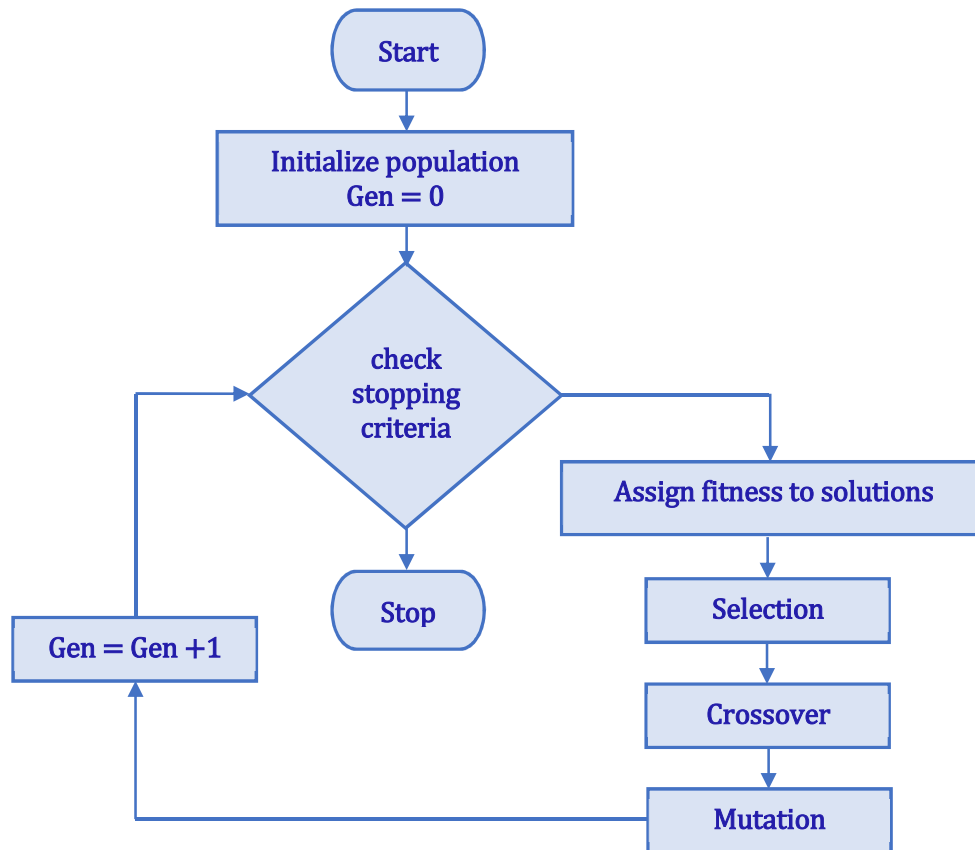 Start
Initialize population
Gen = 0
check
stopping
criteria
Assign fitness to solutions
Selection
Stop
Gen = Gen +1
Crossover
Mutation